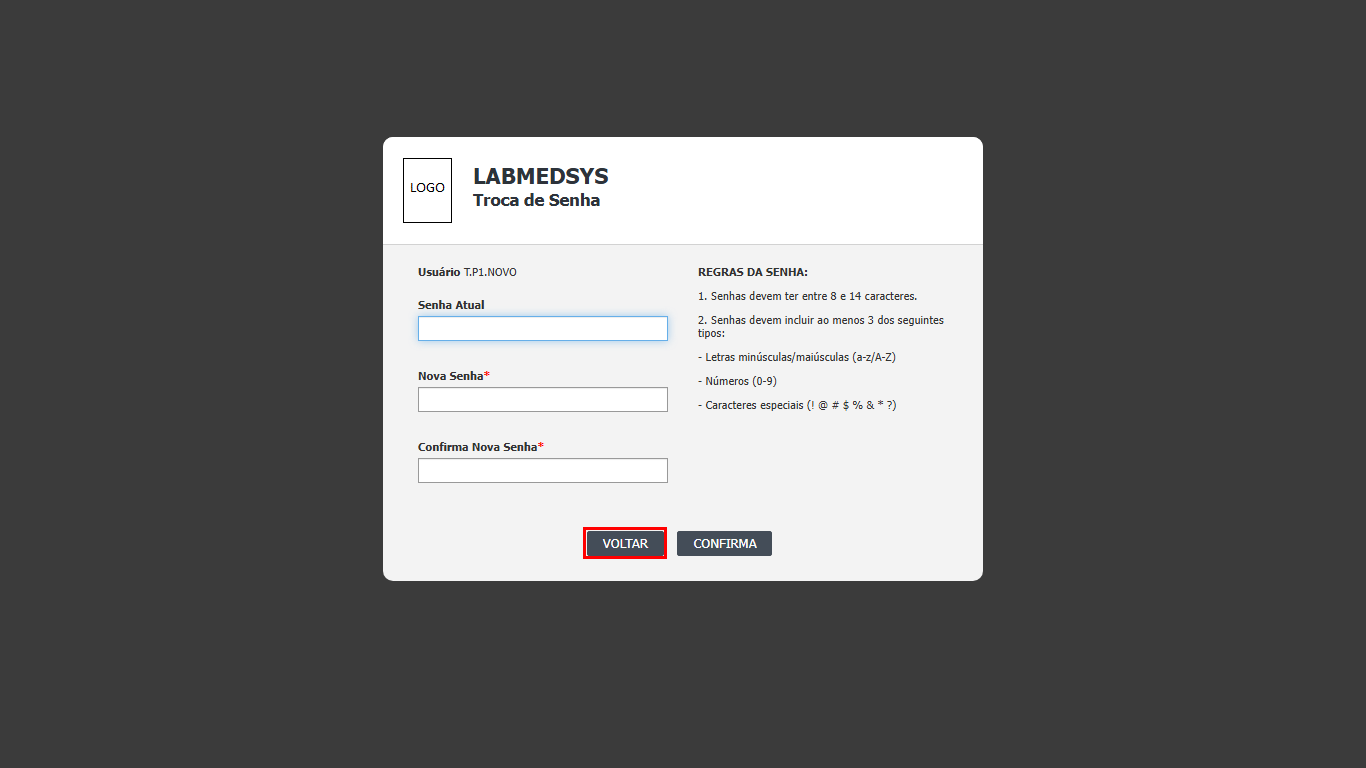 LOGO
LABMEDSYS
Troca de Senha
Usuário T.P1.NOVO
Senha Atual
Nova Senha*
Confirma Nova Senha*
REGRAS DA SENHA:
1. Senhas devem ter entre 8 e 14 caracteres.
2. Senhas devem incluir ao menos 3 dos seguintes
tipos:
- Letras minúsculas/maiúsculas (a-z/A-Z)
- Números (0-9)
- Caracteres especiais (! @ # $ % & * ?)
VOLTAR
CONFIRMA